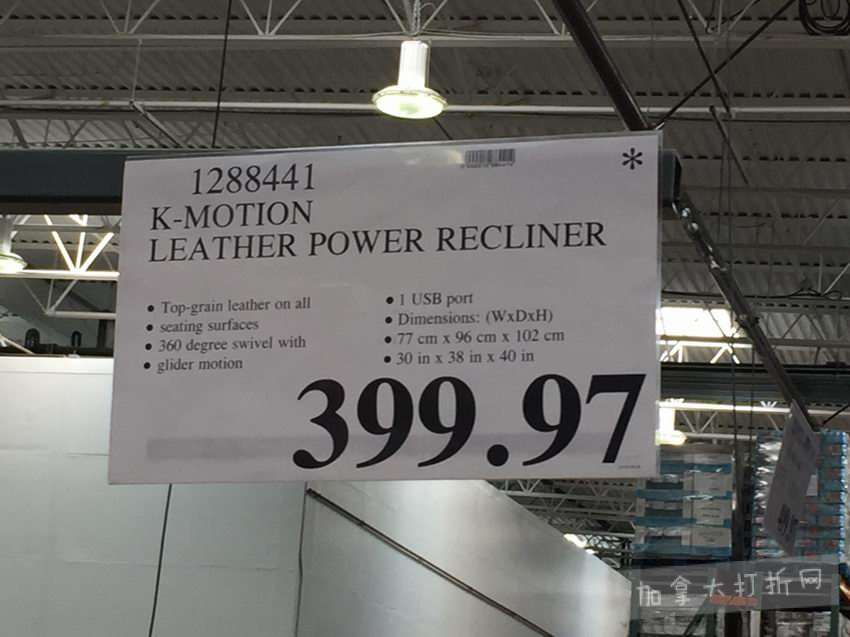 1288441
*
K-MOTION
LEATHER POWER RECLINER
• Top-grain leather on all
• seating surfaces
• 360 degree swivel with
• glider motion
• 1 USB port
• Dimensions: (WxDxH)
• 77 cm x 96 cm x 102 cm
• 30 in x 38 in x 40 in
399.97
加拿大打折网